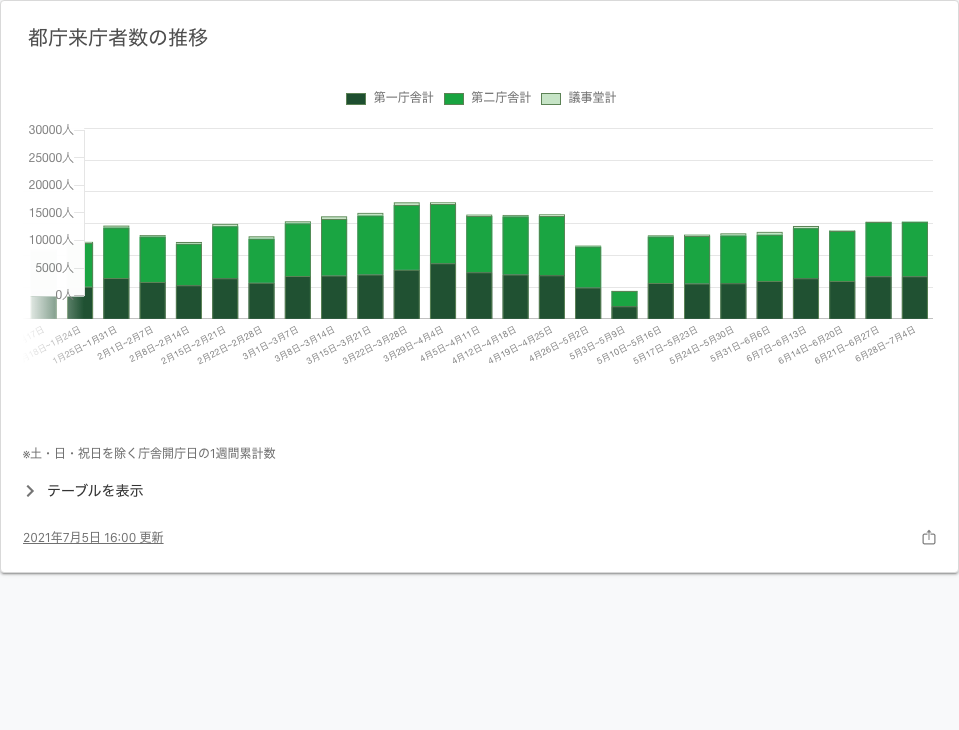 都庁来庁者数の推移
第一庁舎計 第二庁舎計 議事堂計
30000人
25000人
20000人
15000人
10000人
5000人
0人
1月25日~1月31日
2月1日~2月7日
2月8日~2月14日
2月15日~2月21日
2月22日~2月28日
3月1日~3月7日
3月8日~3月14日
3月15日~3月21日
3月22日~3月28日
3月29日~4月4日
4月5日~4月11日
4月12日~4月18日
4月19日~4月25日
4月26日~5月2日
5月3日~5月9日
5月10日~5月16日
5月17日~5月23日
5月24日~5月30日
5月31日~6月6日
6月7日~6月13日
6月14日~6月20日
6月21日~6月27日
6月28日~7月4日
※土・日・祝日を除く庁舎開庁日の1週間累計数
テーブルを表示
2021年7月5日 16:00 更新